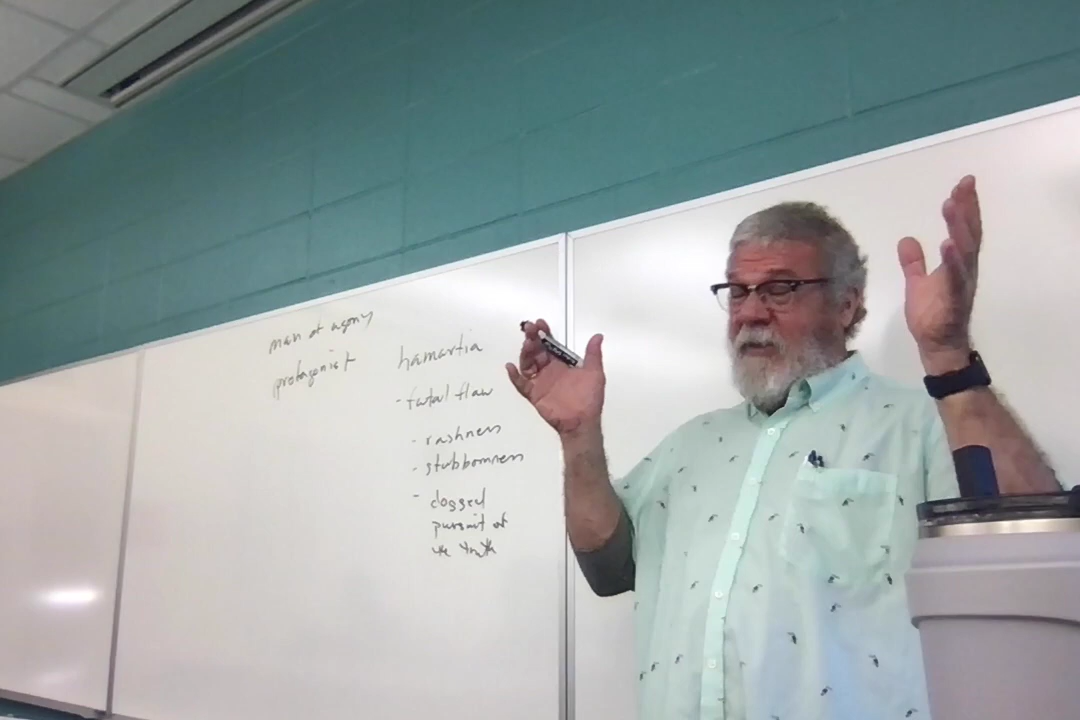 man of agony
protagonist
hamartia
- fatal flaw
- rashness
- stubbornness
- dogged
pursuit of
the truth